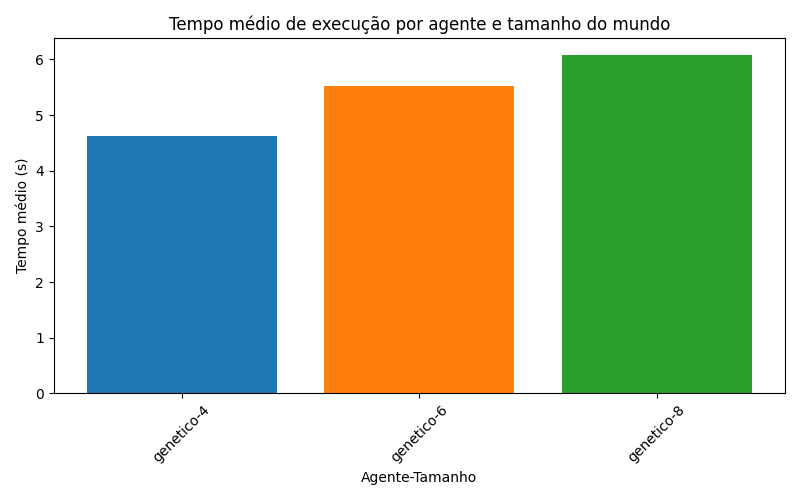 Tempo médio de execução por agente e tamanho do mundo
Tempo médio (s)
6
5
4
3
2
1
0
genetico-4
genetico-6
genetico-8
Agente-Tamanho